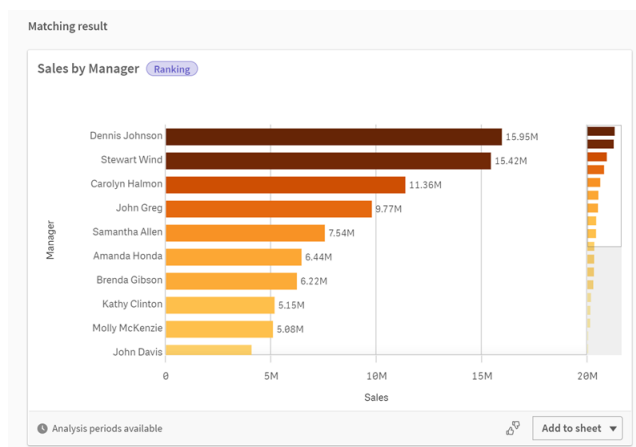 Matching result
Sales by Manager Ranking
Manager
Dennis Johnson 15.95M
Stewart Wind 15.42M
Carolyn Halmon 11.36M
John Greg 9.77M
Samantha Allen 7.54M
Amanda Honda 6.44M
Brenda Gibson 6.22M
Kathy Clinton 5.15M
Molly McKenzie 5.08M
John Davis
0 5M 10M 15M 20M
Sales
Analysis periods available Add to sheet